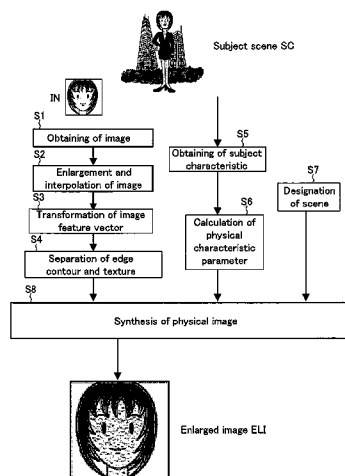 Subject scene SC
IN
S1
Obtaining of image
S2
Enlargement and
interpolation of image
S3
Transformation of image
feature vector
S4
Separation of edge
contour and texture
S5
Obtaining of subject
characteristic
S6
Calculation of
physical
characteristic
parameter
S7
Designation
of scene
S8
Synthesis of physical image
Enlarged image ELI